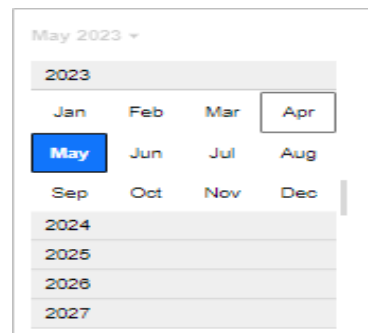 May 2023
2023
Jan Feb Mar Apr
May Jun Jul Aug
Sep Oct Nov Dec
2024
2025
2026
2027